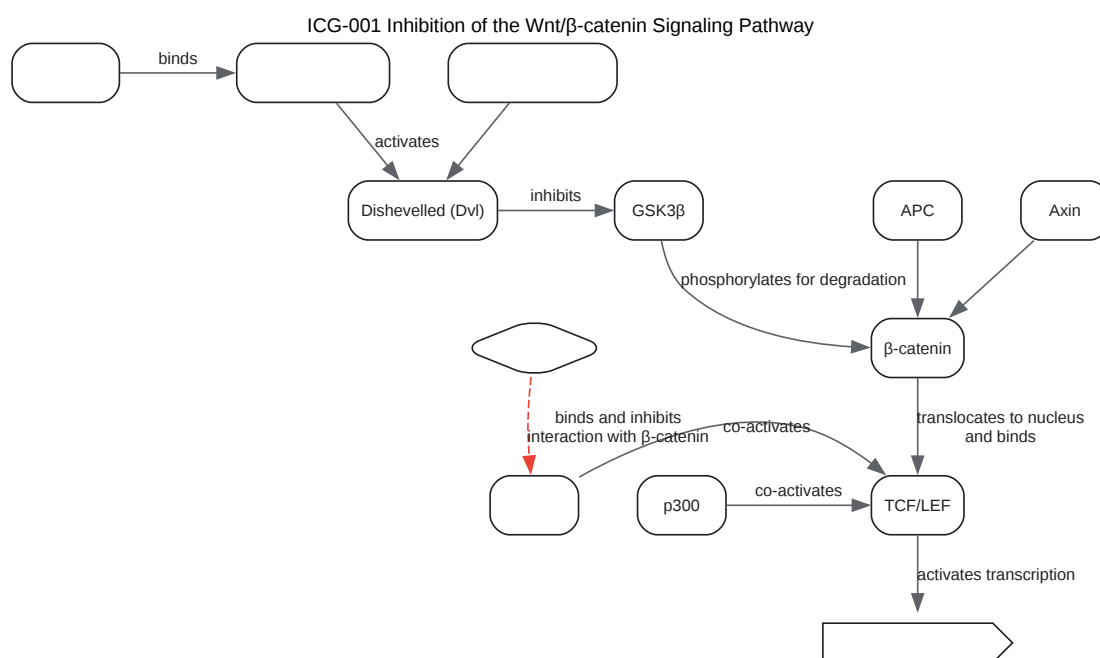 ICG-001 Inhibition of the Wnt/β-catenin Signaling Pathway
binds
activates
Dishevelled (Dvl)
inhibits
GSK3β
APC
Axin
phosphorylates for degradation
β-catenin
binds and inhibits
interaction with β-catenin
co-activates
translocates to nucleus
and binds
p300
co-activates
TCF/LEF
activates transcription